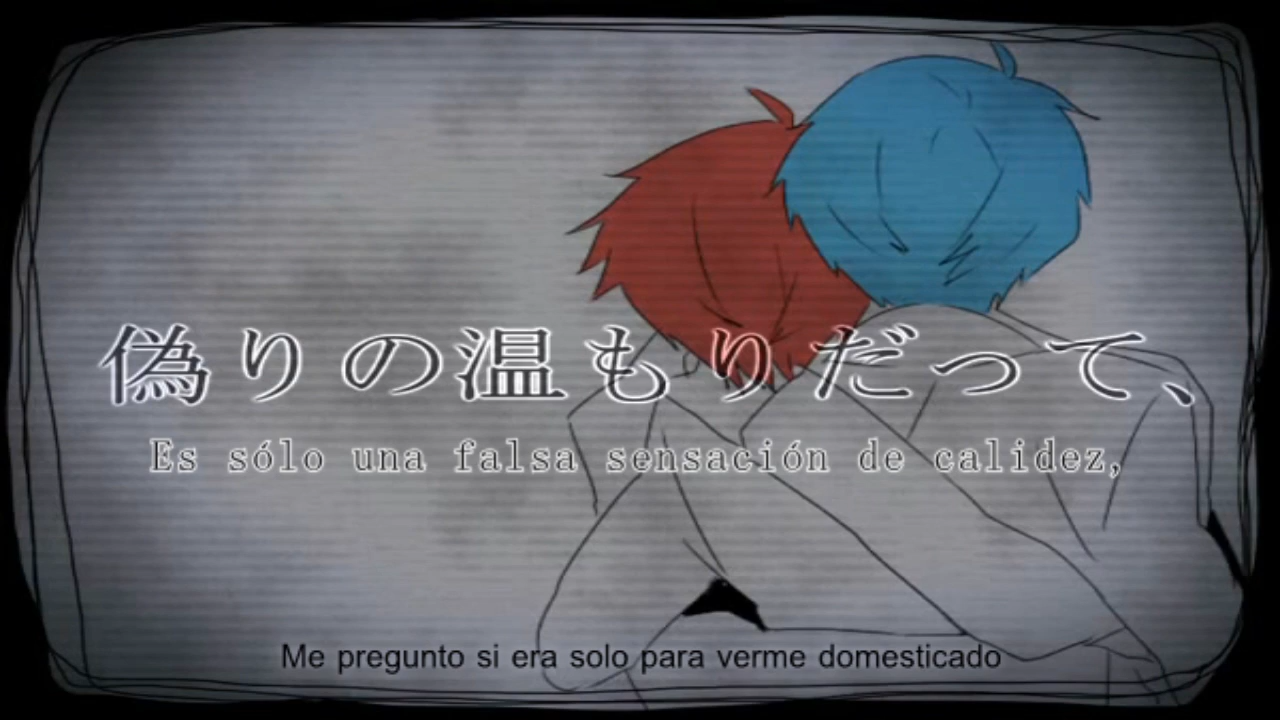 偽りの温もりだって、
Es sólo una falsa sensación de calidez,
Me pregunto si era solo para verme domesticado